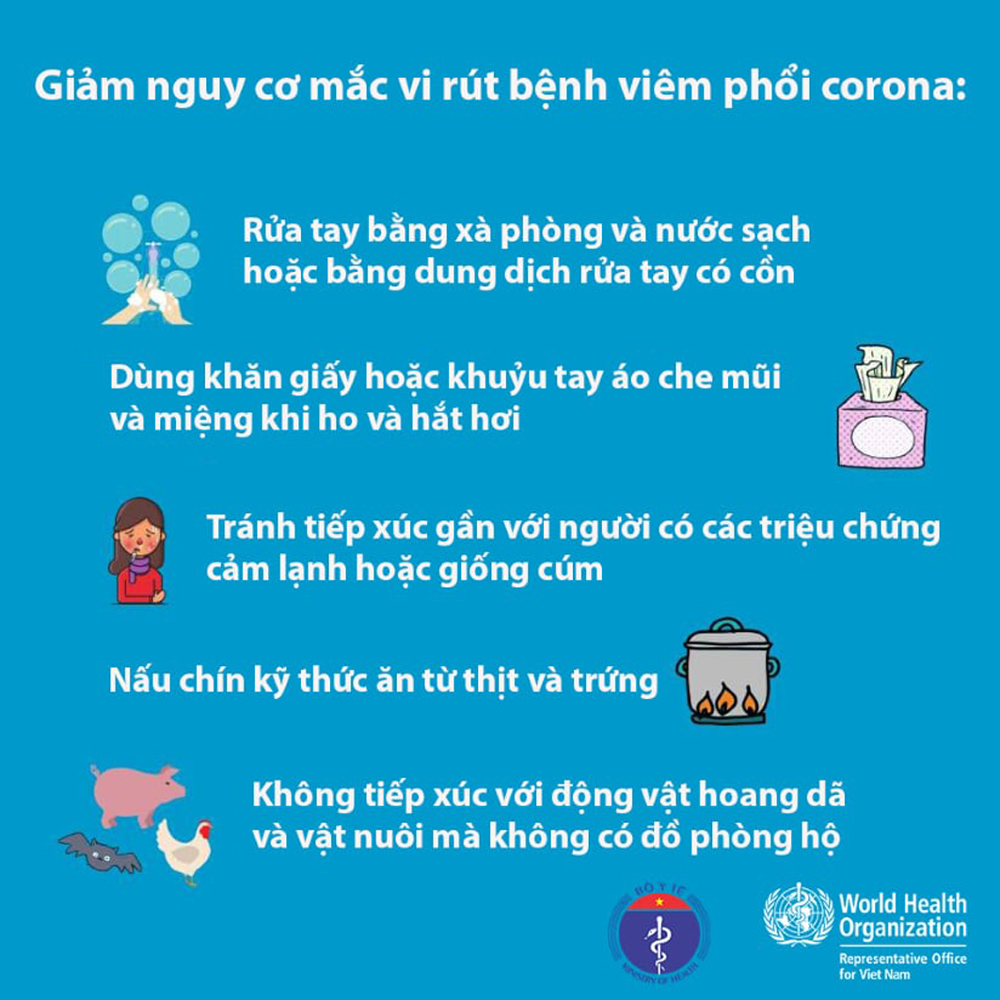 Giảm nguy cơ mắc vi rút bệnh viêm phổi corona:
Rửa tay bằng xà phòng và nước sạch
hoặc bằng dung dịch rửa tay có cồn
Dùng khăn giấy hoặc khuỷu tay áo che mũi
và miệng khi ho và hắt hơi
Tránh tiếp xúc gần với người có các triệu chứng
cảm lạnh hoặc giống cúm
Nấu chín kỹ thức ăn từ thịt và trứng
Không tiếp xúc với động vật hoang dã
và vật nuôi mà không có đồ phòng hộ
BỘ Y TẾ
MINISTRY OF HEALTH
World Health
Organization
Representative Office
for Viet Nam